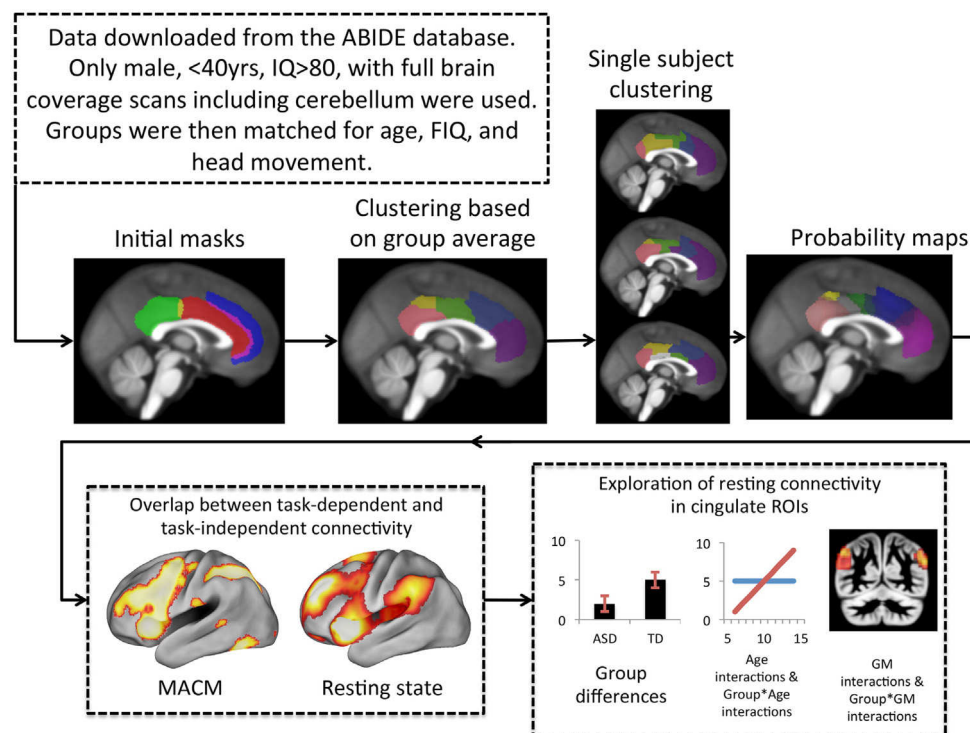 Data downloaded from the ABIDE database.
Only male, <40yrs, IQ>80, with full brain
coverage scans including cerebellum were used.
Groups were then matched for age, FIQ, and
head movement.
Single subject
clustering
Initial masks
Clustering based
on group average
Probability maps
Overlap between task-dependent and
task-independent connectivity
MACM
Resting state
Exploration of resting connectivity
in cingulate ROIs
10
5
0
ASD
TD
Group
differences
10
5
0
5
10
15
Age
interactions &
Group*Age
interactions
GM
interactions &
Group*GM
interactions